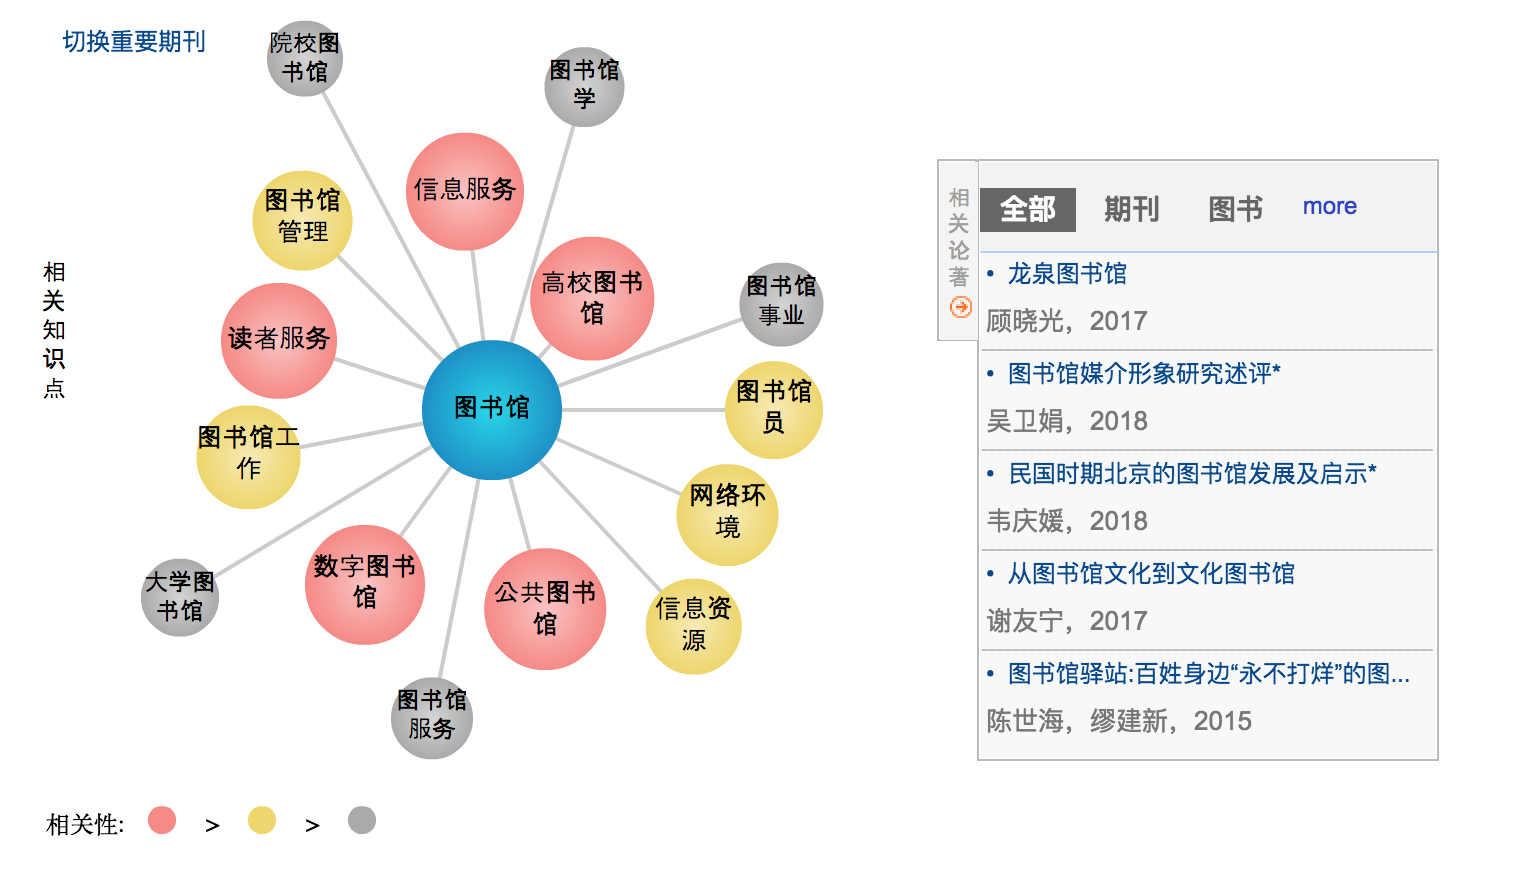 切换重要期刊
院校图
书馆
图书馆
学
信息服务
图书馆
管理
高校图书
馆
图书馆
事业
读者服务
图书馆
图书馆
员
图书馆工
作
网络环
境
数字图书
馆
公共图书
馆
大学图
书馆
信息资
源
图书馆
服务
相
关
知
识
点
相关性:
>
>
相
关
论
著
全部 期刊 图书 more
• 龙泉图书馆
顾晓光，2017
• 图书馆媒介形象研究述评*
吴卫娟，2018
• 民国时期北京的图书馆发展及启示*
韦庆媛，2018
• 从图书馆文化到文化图书馆
谢友宁，2017
• 图书馆驿站:百姓身边“永不打烊”的图...
陈世海，缪建新，2015